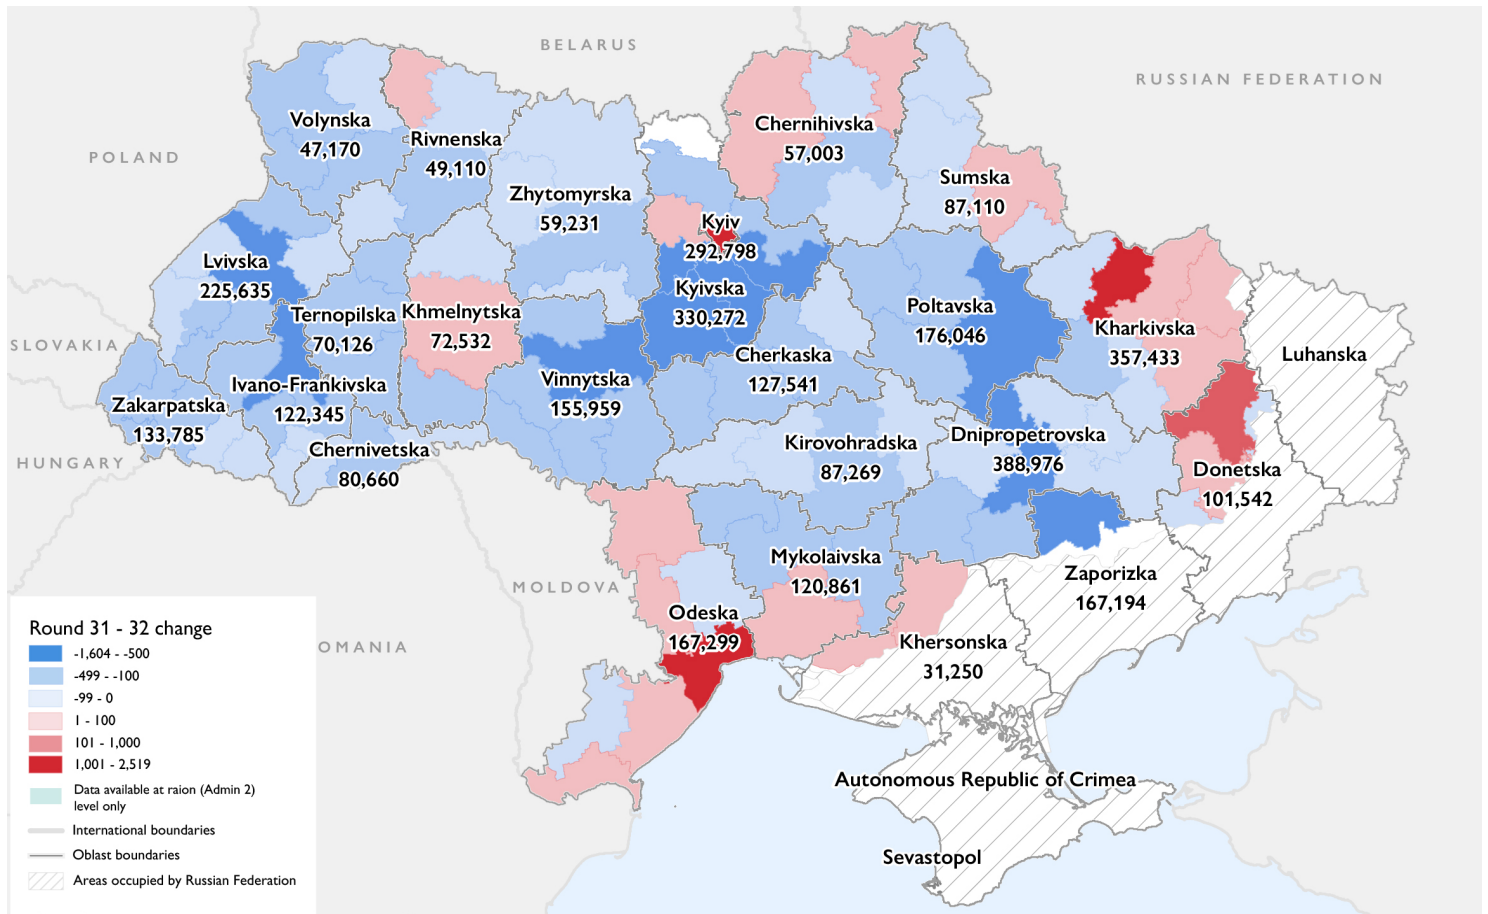 BELARUS
RUSSIAN FEDERATION
POLAND
SLOVAKIA
HUNGARY
MOLDOVA
OMANIA
Volynska
47,170
Rivnenska
49,110
Zhytomyrska
59,231
Chernihivska
57,003
Sumska
87,110
Kyiv
292,798
Kyivska
330,272
Lvivska
225,635
Ternopilska
70,126
Khmelnytska
72,532
Poltavska
176,046
Kharkivska
357,433
Luhanska
Cherkaska
127,541
Vinnytska
155,959
Ivano-Frankivska
122,345
Zakarpatska
133,785
Chernivetska
80,660
Kirovohradska
87,269
Dnipropetrovska
388,976
Donetska
101,542
Mykolaivska
120,861
Zaporizka
167,194
Odeska
167,299
Khersonska
31,250
Autonomous Republic of Crimea
Sevastopol
Round 31 - 32 change
-1,604 - -500
-499 - -100
-99 - 0
1 - 100
101 - 1,000
1,001 - 2,519
Data available at raion (Admin 2)
level only
International boundaries
Oblast boundaries
Areas occupied by Russian Federation